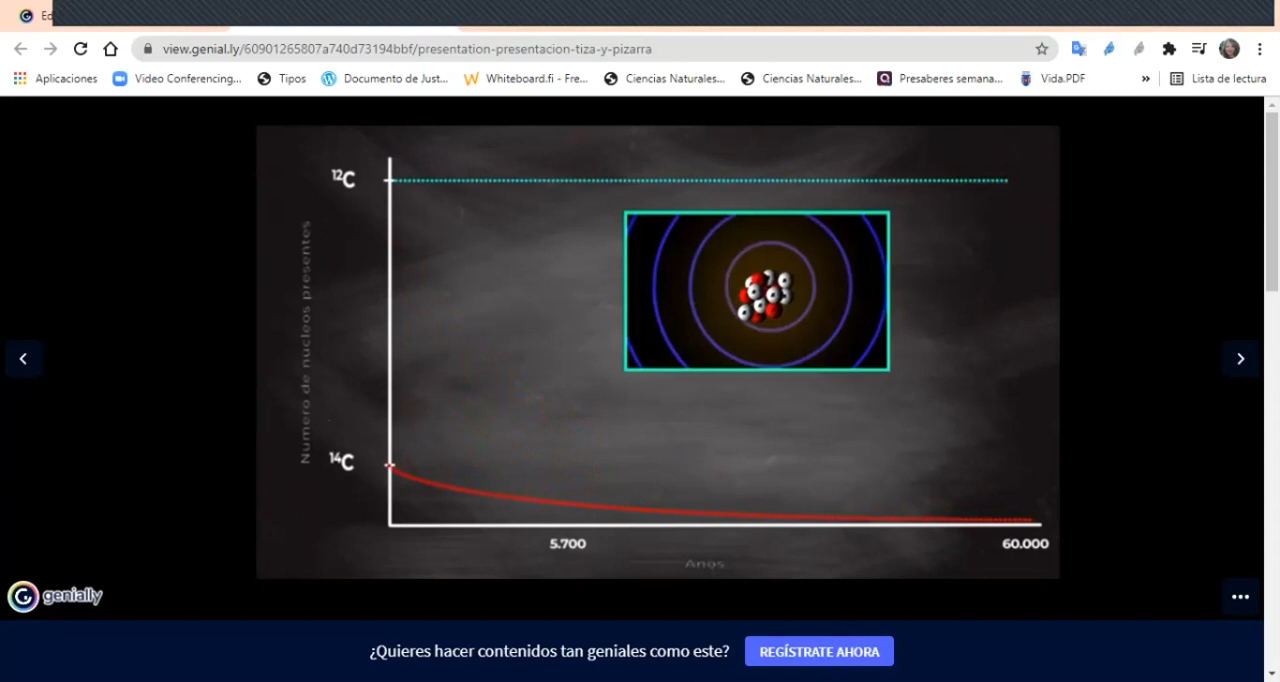 Ed
view.genial.ly/60901265807a740d73194bbf/presentation-presentacion-tiza-y-pizarra
Aplicaciones
Video Conferencing...
Tipos
Documento de Just...
Whiteboard.fi - Fre...
Ciencias Naturales...
Ciencias Naturales...
Presaberes semana...
Vida.PDF
»
Lista de lectura
¹²C
Numero de nucleos presentes
¹⁴C
5.700
60.000
Anos
genially
¿Quieres hacer contenidos tan geniales como este?
REGÍSTRATE AHORA